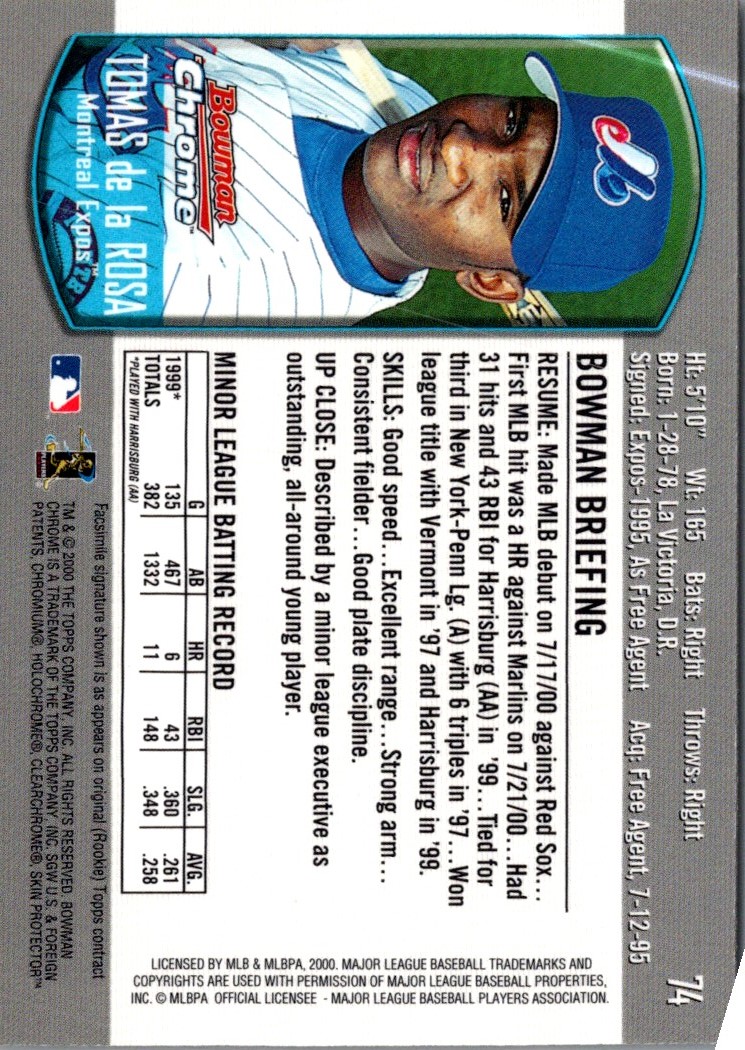 74
Ht: 5'10" Wt: 165 Bats: Right Throws: Right
Born: 1-28-78, La Victoria, D.R.
Signed: Expos-1995, As Free Agent Acq: Free Agent, 7-12-95
Bowman
Chrome™
TOMAS de la ROSA
Montreal Expos™
BOWMAN BRIEFING
RESUME: Made MLB debut on 7/17/00 against Red Sox...
First MLB hit was a HR against Marlins on 7/21/00...Had
31 hits ad 43 RBI for Harrisburg (AA) in '99...Tied for
third in New York-Penn Lg. (A) with 6 triples in '97...Won
league title with Vermont in '97 and Harrisburg in '99.
SKILLS: Good speed...Excellent range...Strong arm...
Consistent fielder...Good plate discipline.
UP CLOSE: Described by a minor league executive as
outstanding, all-around young player.
MINOR LEAGUE BATTING RECORD
G AB HR RBI SLG. AVG.
1999* 135 467 6 43 .360 .261
TOTALS 382 1332 11 148 .348 .258
*PLAYED WITH HARRISBURG (AA)
LICENSED BY MLB & MLBPA, 2000. MAJOR LEAGUE BASEBALL TRADEMARKS AND
COPYRIGHTS ARE USED WITH PERMISSION OF MAJOR LEAGUE BASEBALL PROPERTIES,
INC. © MLBPA OFFICIAL LICENSEE - MAJOR LEAGUE BASEBALL PLAYERS ASSOCIATION.
Facsimile signature shown is as appears on original (Rookie) Topps contract
TM & © 2000 THE TOPPS COMPANY, INC. ALL RIGHTS RESERVED. BOWMAN
CHROME IS A TRADEMARK OF THE TOPPS COMPANY, INC. SGW U.S. & FOREIGN
PATENTS, CHROMIUM®, HOLOCHROME®, CLEARCHROME®, SKIN PROTECTOR™